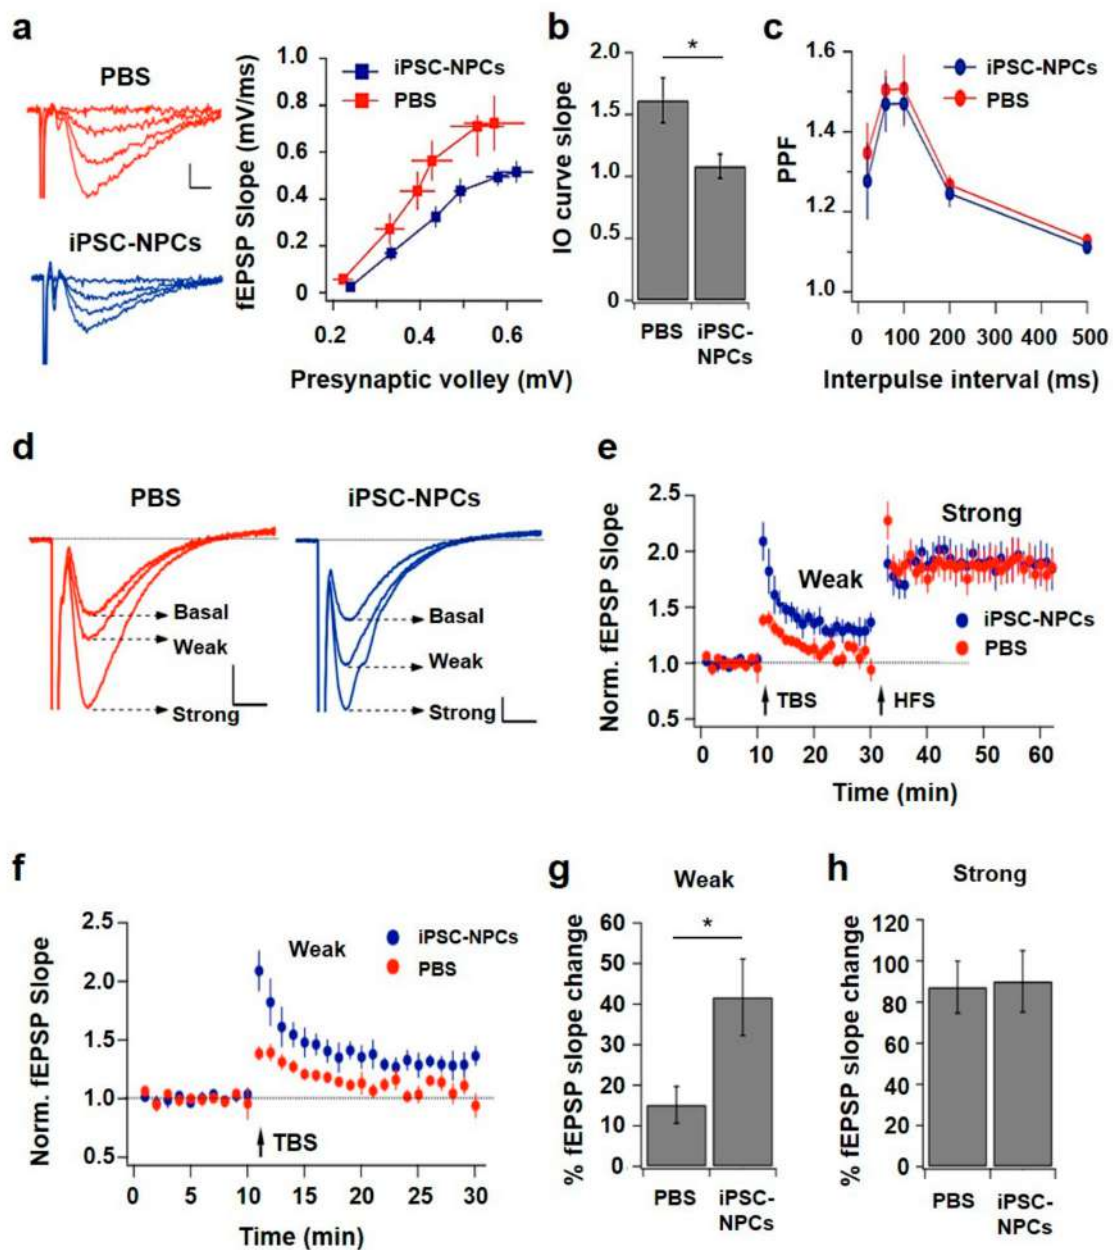 a
PBS
iPSC-NPCs
fEPSP Slope (mV/ms)
1.0
0.8
0.6
0.4
0.2
0
iPSC-NPCs
PBS
0.2
0.4
0.6
Presynaptic volley (mV)
b
IO curve slope
2.0
1.5
1.0
0.5
0
*
PBS
iPSC-
NPCs
c
PPF
1.6
1.4
1.2
1.0
iPSC-NPCs
PBS
0 100 200 300 400 500
Interpulse interval (ms)
d
PBS
Basal
Weak
Strong
iPSC-NPCs
Basal
Weak
Strong
e
Norm. fEPSP Slope
2.5
2.0
1.5
1.0
0.5
Weak
Strong
iPSC-NPCs
PBS
TBS
HFS
0 10 20 30 40 50 60
Time (min)
f
Norm. fEPSP Slope
2.5
2.0
1.5
1.0
0.5
Weak
iPSC-NPCs
PBS
TBS
0 5 10 15 20 25 30
Time (min)
g
Weak
% fEPSP slope change
60
50
40
30
20
10
0
*
PBS
iPSC-
NPCs
h
Strong
% fEPSP slope change
120
100
80
60
40
20
0
PBS
iPSC-
NPCs